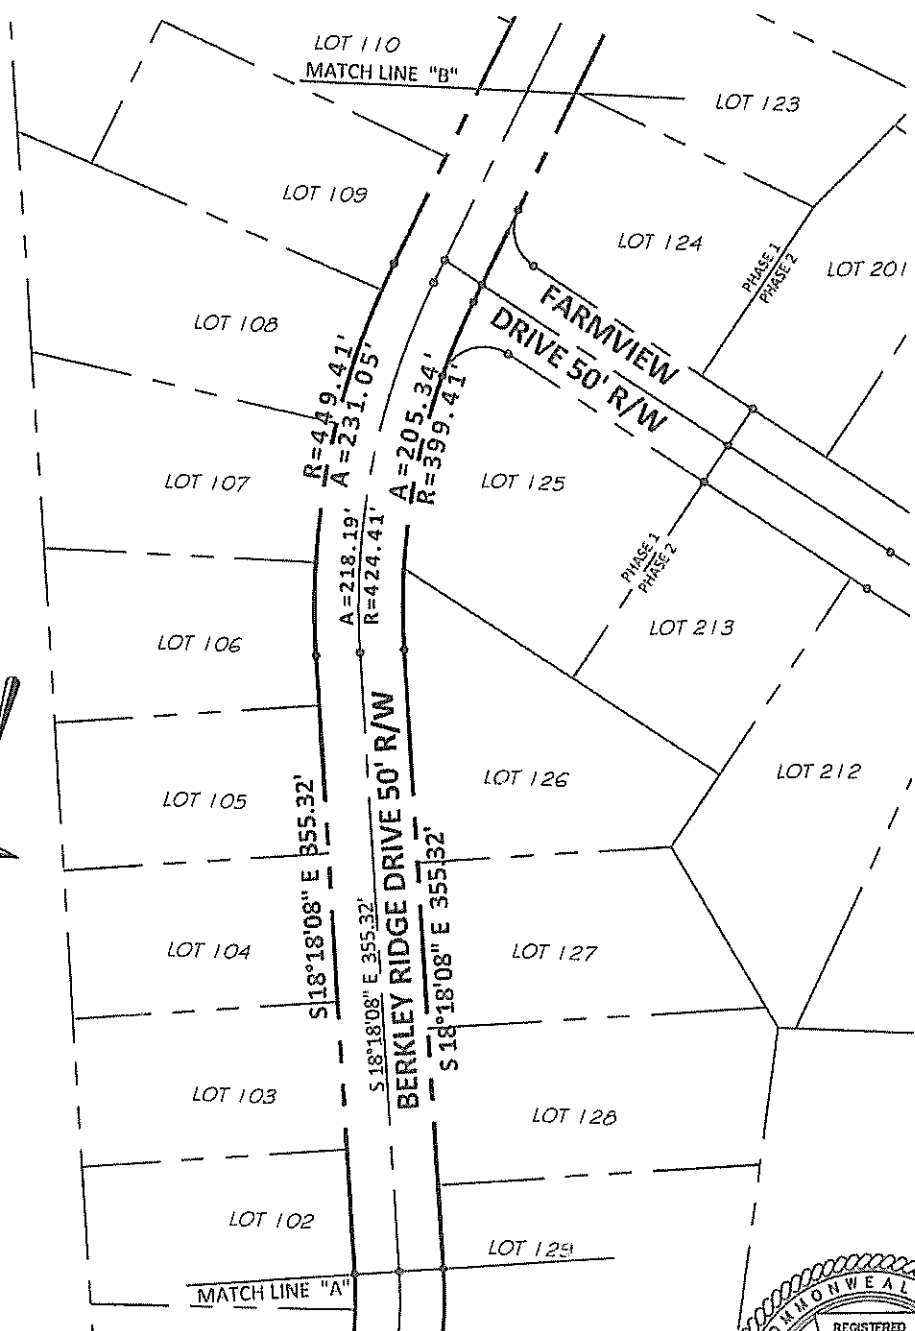 LOT 110
MATCH LINE "B"
LOT 123
LOT 109
LOT 124
PHASE 1
PHASE 2
LOT 201
LOT 108
FARMVIEW
DRIVE 50' R/W
R=449.41'
A=231.05'
A=205.34'
R=399.41'
LOT 107
LOT 125
A=218.19'
R=424.41'
PHASE 1
PHASE 2
LOT 106
LOT 213
LOT 105
LOT 126
LOT 212
S 18°18'08" E 355.32'
S 18°18'08" E 355.32'
BERKLEY RIDGE DRIVE 50' R/W
S 18°18'08" E 355.32'
LOT 104
LOT 127
LOT 103
LOT 128
LOT 102
LOT 129
MATCH LINE "A"
OMMONWEAL
REGISTERED